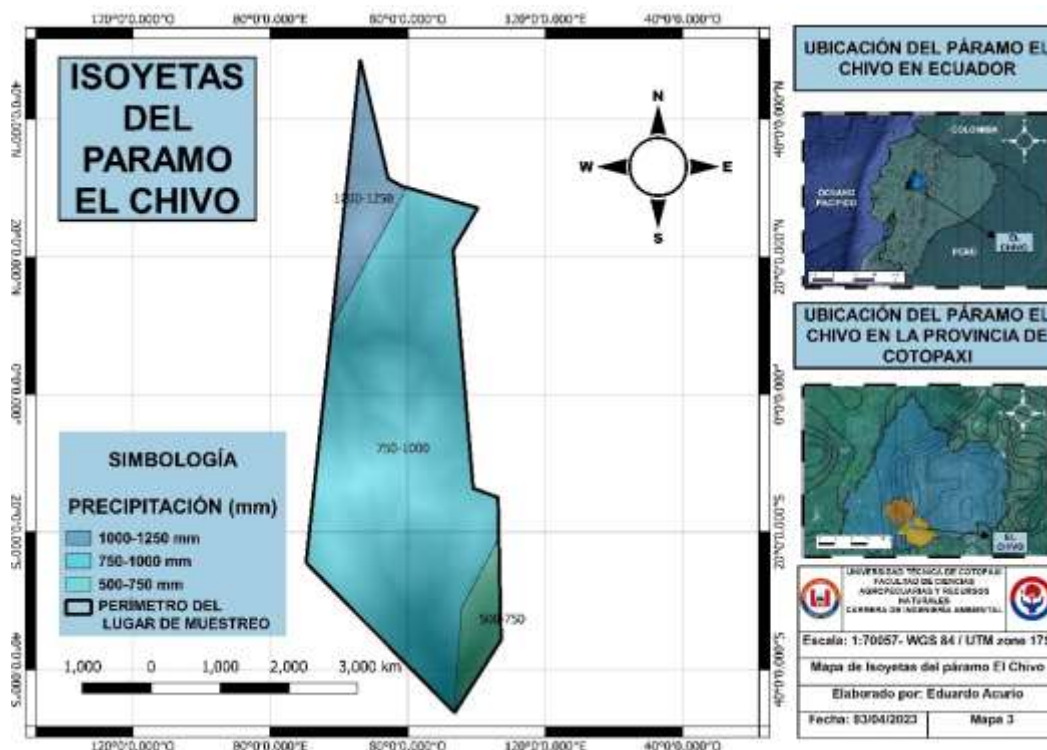 ISOYETAS
DEL
PARAMO
EL CHIVO
N
W
E
S
750-1000
500-750
SIMBOLOGÍA
PRECIPITACIÓN (mm)
1000-1250 mm
750-1000 mm
500-750 mm
PERIMETRO DEL
LUGAR DE MUESTREO
1,000 0 1,000 2,000 3,000 km
UBICACIÓN DEL PÁRAMO EL
CHIVO EN ECUADOR
COLOMBIA
OCEANO
PACIFICO
PERU
EL
CHIVO
UBICACIÓN DEL PÁRAMO EL
CHIVO EN LA PROVINCIA DE
COTOPAXI
EL
CHIVO
UNIVERSIDAD TÉCNICA DE COTOPAXI
FACULTAD DE CIENCIAS
AGROPECUARIAS Y RECURSOS
NATURALES
CARRERA DE INGENIERÍA AMBIENTAL
Escala: 1:70057- WGS 84 / UTM zone 17S
Mapa de Isoyetas del páramo El Chivo
Elaborado por: Eduardo Acurio
Fecha: 03/04/2023
Mapa 3